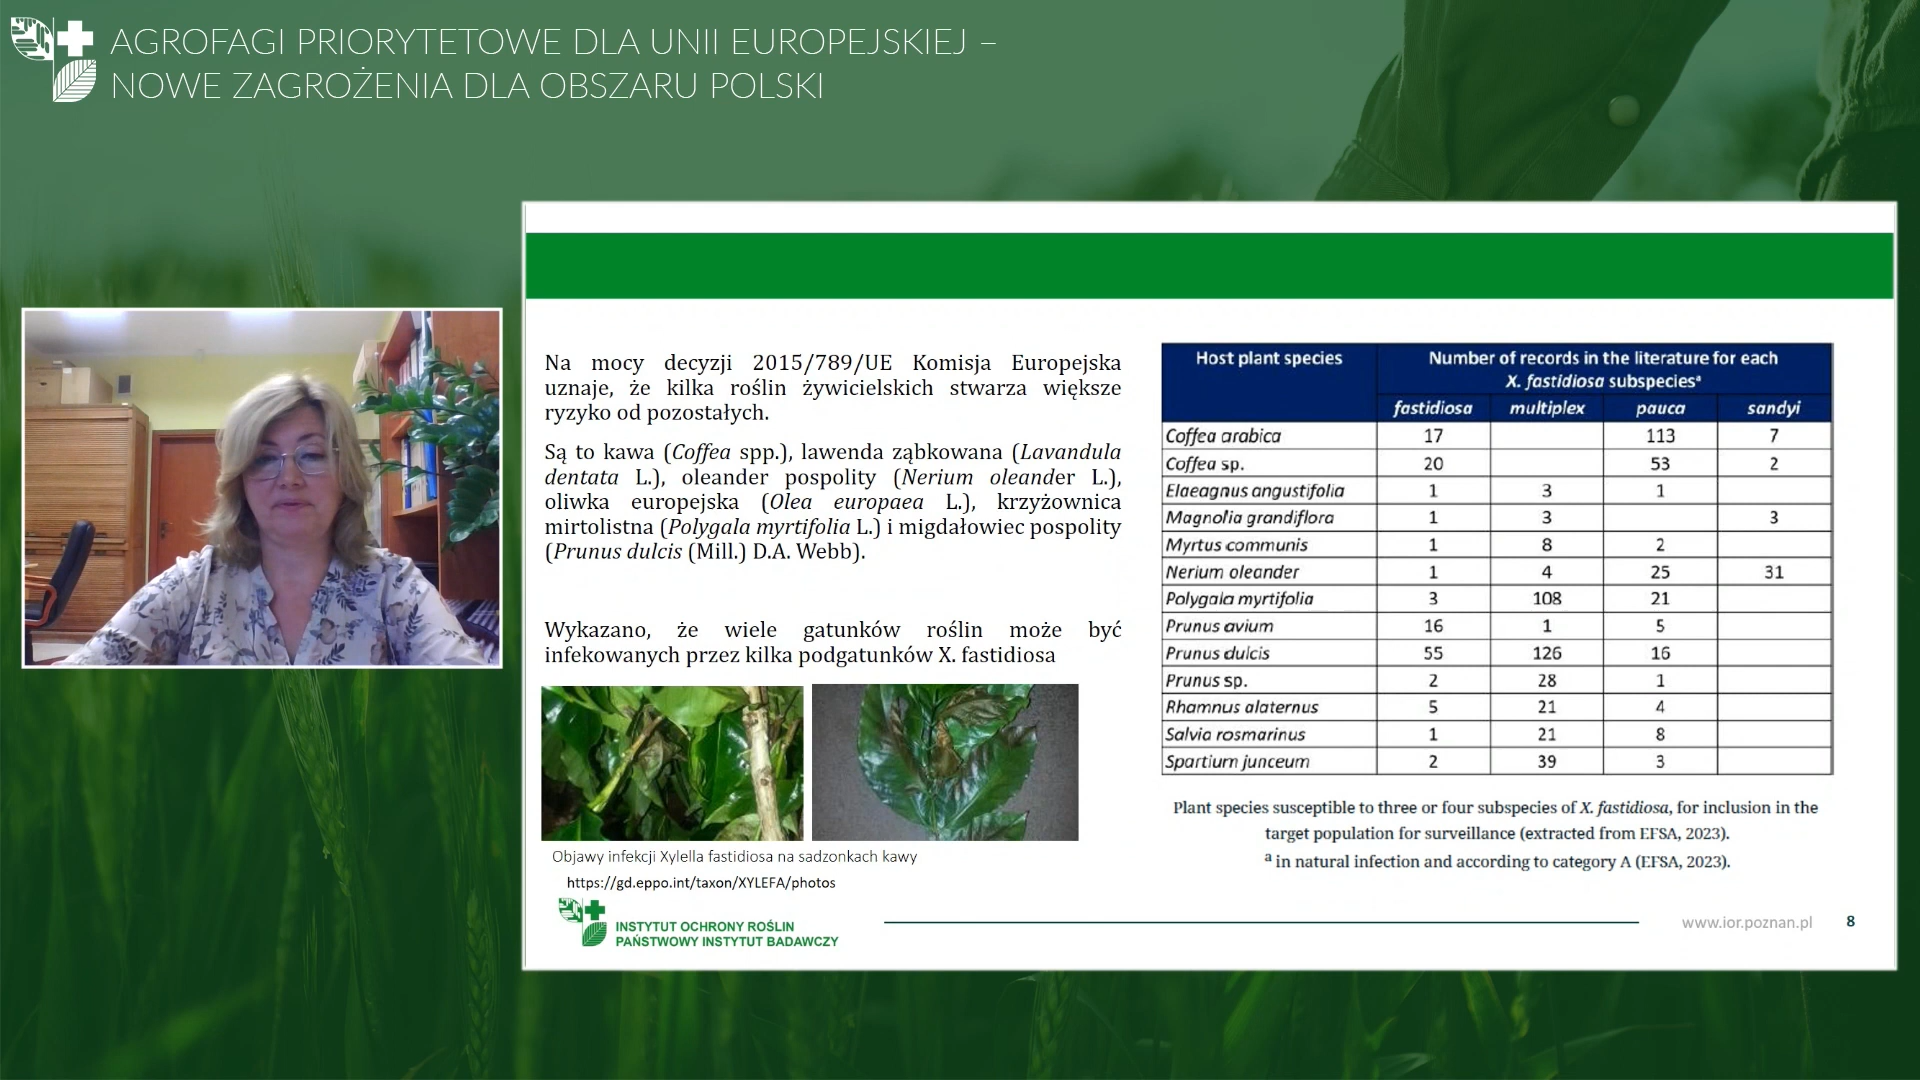 AGROFAGI PRIORYTETOWE DLA UNII EUROPEJSKIEJ –
NOWE ZAGROŻENIA DLA OBSZARU POLSKI
Na mocy decyzji 2015/789/UE Komisja Europejska
uznaje, że kilka roślin żywicielskich stwarza większe
ryzyko od pozostałych.
Są to kawa (Coffea spp.), lawenda ząbkowana (Lavandula
dentata L.), oleander pospolity (Nerium oleander L.),
oliwka europejska (Olea europaea L.), krzyżownica
mirtolistna (Polygala myrtifolia L.) i migdałowiec pospolity
(Prunus dulcis (Mill.) D.A. Webb).
Wykazano, że wiele gatunków roślin może być
infekowanych przez kilka podgatunków X. fastidiosa
Objawy infekcji Xylella fastidiosa na sadzonkach kawy
https://gd.eppo.int/taxon/XYLEFA/photos
Host plant species Number of records in the literature for each
X. fastidiosa subspeciesᵃ
fastidiosa multiplex pauca sandyi
Coffea arabica 17 113 7
Coffea sp. 20 53 2
Elaeagnus angustifolia 1 3 1
Magnolia grandiflora 1 3 3
Myrtus communis 1 8 2
Nerium oleander 1 4 25 31
Polygala myrtifolia 3 108 21
Prunus avium 16 1 5
Prunus dulcis 55 126 16
Prunus sp. 2 28 1
Rhamnus alaternus 5 21 4
Salvia rosmarinus 1 21 8
Spartium junceum 2 39 3
Plant species susceptible to three or four subspecies of X. fastidiosa, for inclusion in the
target population for surveillance (extracted from EFSA, 2023).
ᵃ in natural infection and according to category A (EFSA, 2023).
INSTYTUT OCHRONY ROŚLIN
PAŃSTWOWY INSTYTUT BADAWCZY
www.ior.poznan.pl 8